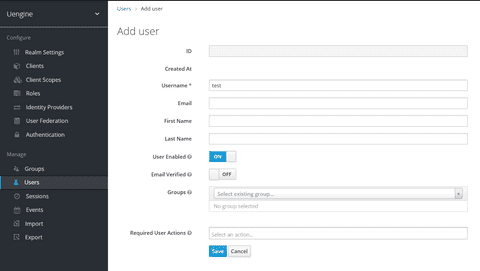 Uengine
Configure
Realm Settings
Clients
Client Scopes
Roles
Identity Providers
User Federation
Authentication
Manage
Groups
Users
Sessions
Events
Import
Export
Users > Add user
Add user
ID
Created At
Username * test
Email
First Name
Last Name
User Enabled ON
Email Verified OFF
Groups Select existing group...
No group selected
Required User Actions Select an action...
Save Cancel